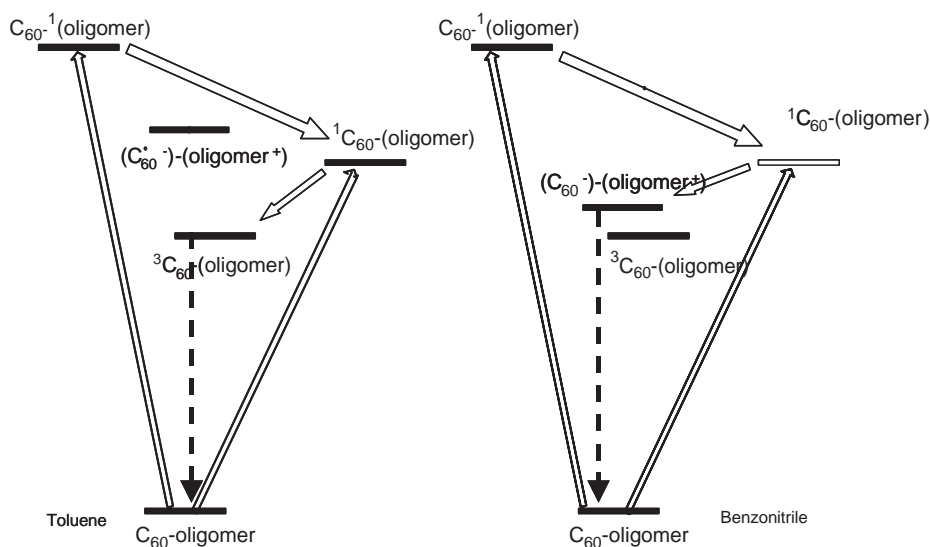 C₆₀-¹(oligomer)
¹C₆₀-(oligomer)
(C₆₀•⁻)-(oligomer⁺)
³C₆₀-(oligomer)
Toluene
C₆₀-oligomer
C₆₀-¹(oligomer)
¹C₆₀-(oligomer)
(C₆₀⁻)-(oligomer⁺)
³C₆₀-(oligomer)
C₆₀-oligomer
Benzonitrile